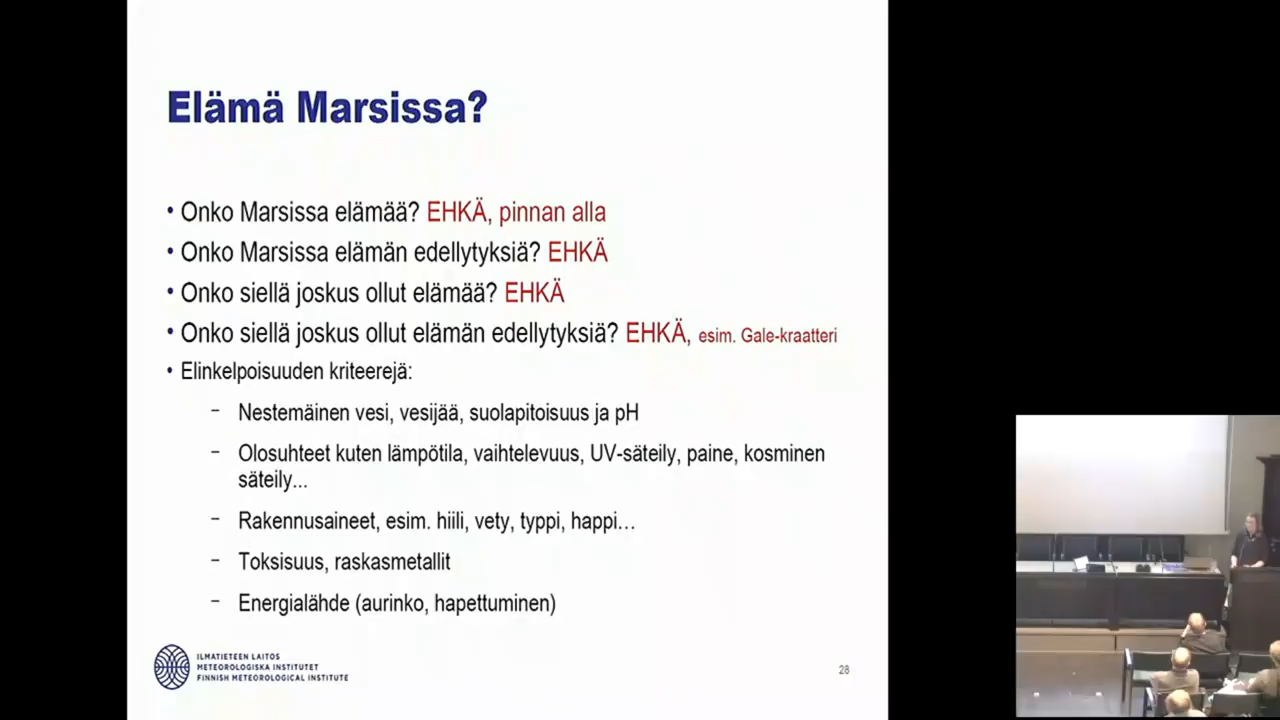 Elämä Marsissa?
• Onko Marsissa elämää? EHKÄ, pinnan alla
• Onko Marsissa elämän edellytyksiä? EHKÄ
• Onko siellä joskus ollut elämää? EHKÄ
• Onko siellä joskus ollut elämän edellytyksiä? EHKÄ, esim. Gale-kraatteri
• Elinkelpoisuuden kriteerejä:
– Nestemäinen vesi, vesijää, suolapitoisuus ja pH
– Olosuhteet kuten lämpötila, vaihtelevuus, UV-säteily, paine, kosminen
säteily...
– Rakennusaineet, esim. hiili, vety, typpi, happi…
– Toksisuus, raskasmetallit
– Energialähde (aurinko, hapettuminen)
ILMATIETEEN LAITOS
METEOROLOGISKA INSTITUTET
FINNISH METEOROLOGICAL INSTITUTE
28